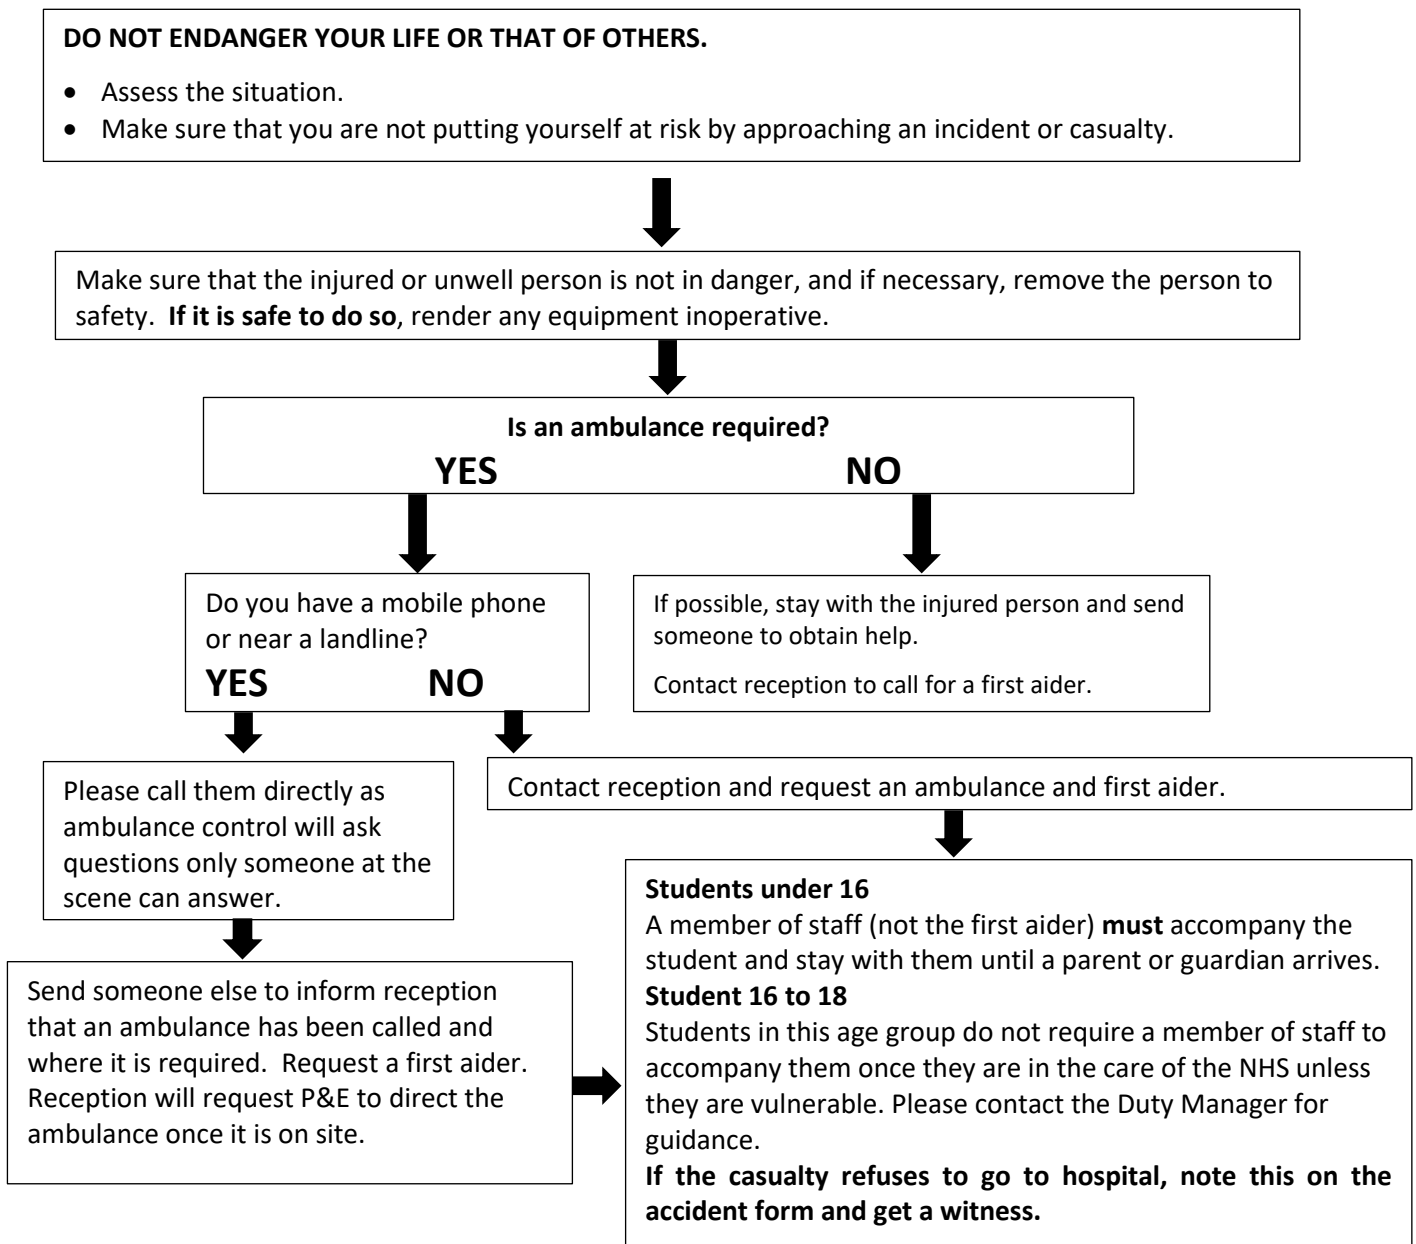 DO NOT ENDANGER YOUR LIFE OR THAT OF OTHERS.
• Assess the situation.
• Make sure that you are not putting yourself at risk by approaching an incident or casualty.
Make sure that the injured or unwell person is not in danger, and if necessary, remove the person to
safety. If it is safe to do so, render any equipment inoperative.
Is an ambulance required?
YES NO
Do you have a mobile phone
or near a landline?
YES NO
If possible, stay with the injured person and send
someone to obtain help.
Contact reception to call for a first aider.
Please call them directly as
ambulance control will ask
questions only someone at the
scene can answer.
Contact reception and request an ambulance and first aider.
Send someone else to inform reception
that an ambulance has been called and
where it is required. Request a first aider.
Reception will request P&E to direct the
ambulance once it is on site.
Students under 16
A member of staff (not the first aider) must accompany the
student and stay with them until a parent or guardian arrives.
Student 16 to 18
Students in this age group do not require a member of staff to
accompany them once they are in the care of the NHS unless
they are vulnerable. Please contact the Duty Manager for
guidance.
If the casualty refuses to go to hospital, note this on the
accident form and get a witness.